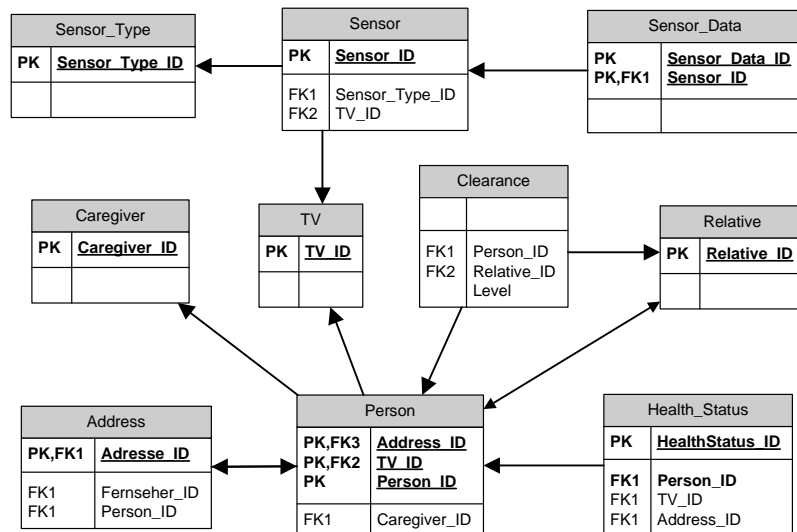 Sensor_Type
PK Sensor_Type_ID
Sensor
PK Sensor_ID
FK1 Sensor_Type_ID
FK2 TV_ID
Sensor_Data
PK Sensor_Data_ID
PK,FK1 Sensor_ID
Caregiver
PK Caregiver_ID
TV
PK TV_ID
Clearance
FK1 Person_ID
FK2 Relative_ID
Level
Relative
PK Relative_ID
Address
PK,FK1 Adresse_ID
FK1 Fernseher_ID
FK1 Person_ID
Person
PK,FK3 Address_ID
PK,FK2 TV_ID
PK Person_ID
FK1 Caregiver_ID
Health_Status
PK HealthStatus_ID
FK1 Person_ID
FK1 TV_ID
FK1 Address_ID